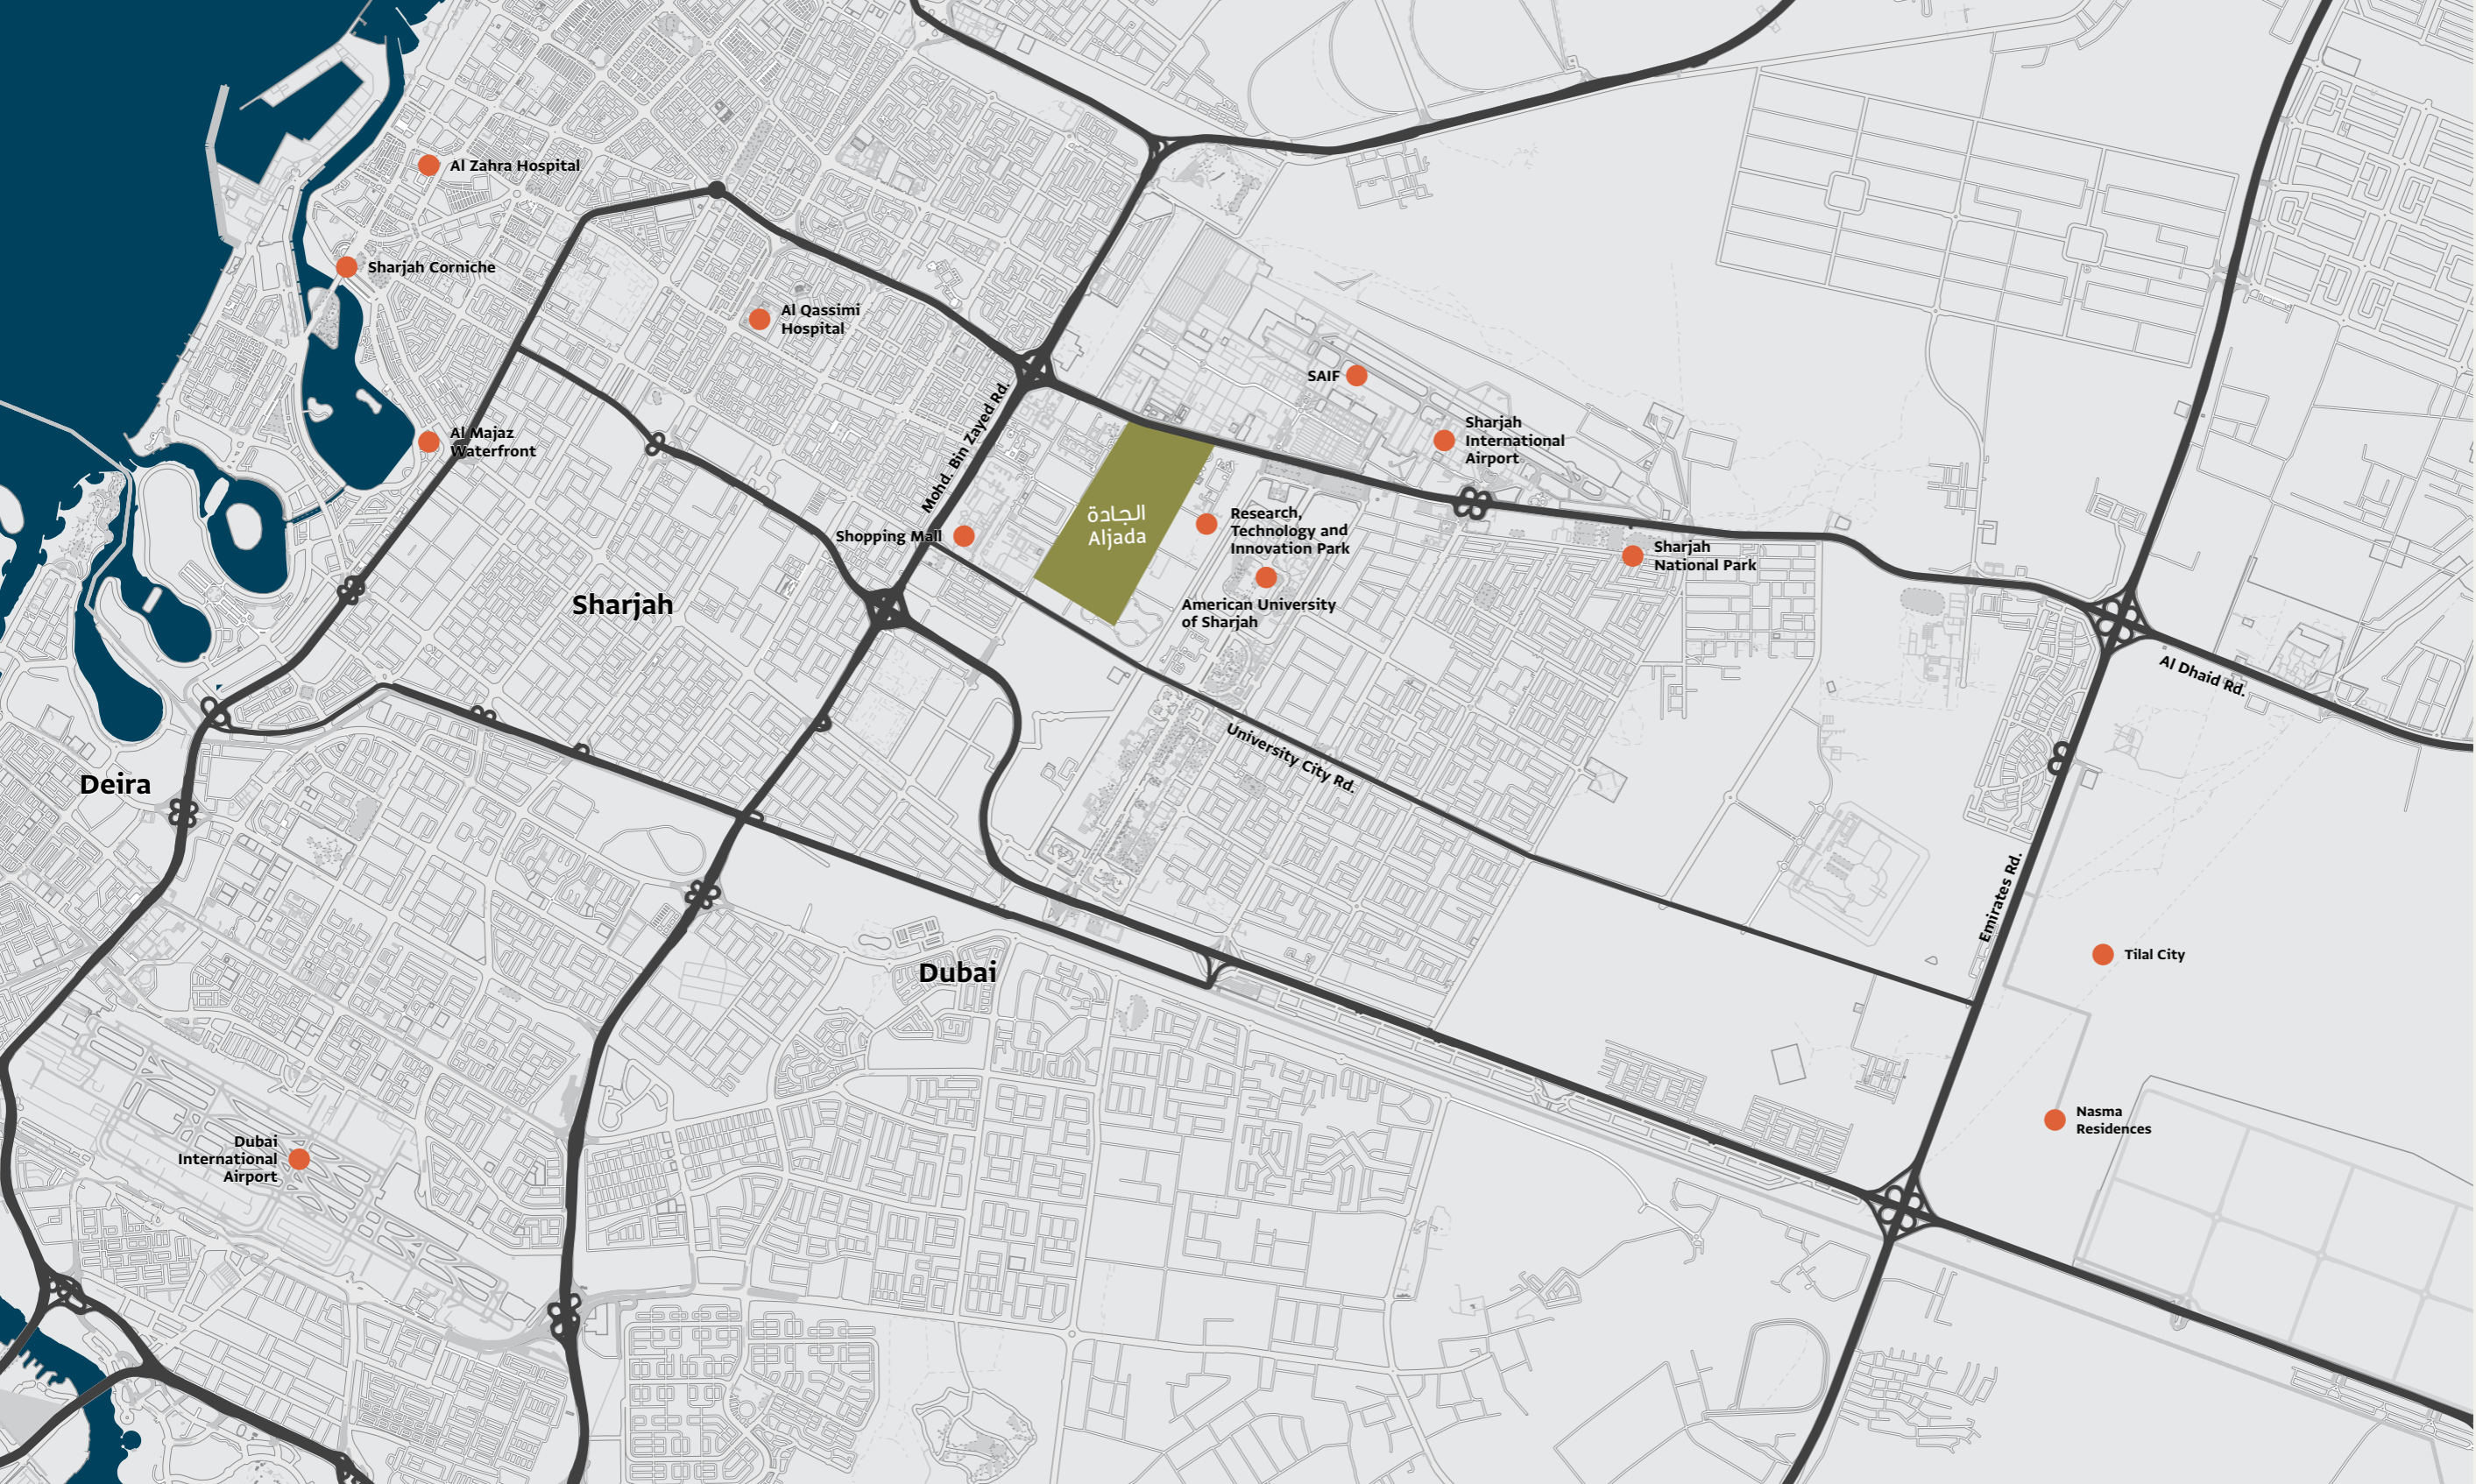 Al Zahra Hospital
Sharjah Corniche
Al Qassimi
Hospital
SAIF
Sharjah
International
Airport
Al Majaz
Waterfront
Mohd. Bin Zayed Rd.
Shopping Mall
الجادة
Aljada
Research,
Technology and
Innovation Park
Sharjah
National Park
American University
of Sharjah
Sharjah
Al Dhaid Rd.
University City Rd.
Deira
Emirates Rd.
Tilal City
Dubai
Nasma
Residences
Dubai
International
Airport